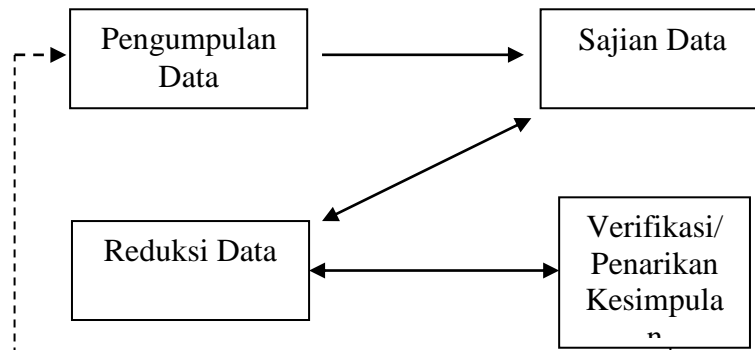 Pengumpulan
Data
Sajian Data
Reduksi Data
Verifikasi/
Penarikan
Kesimpula
n